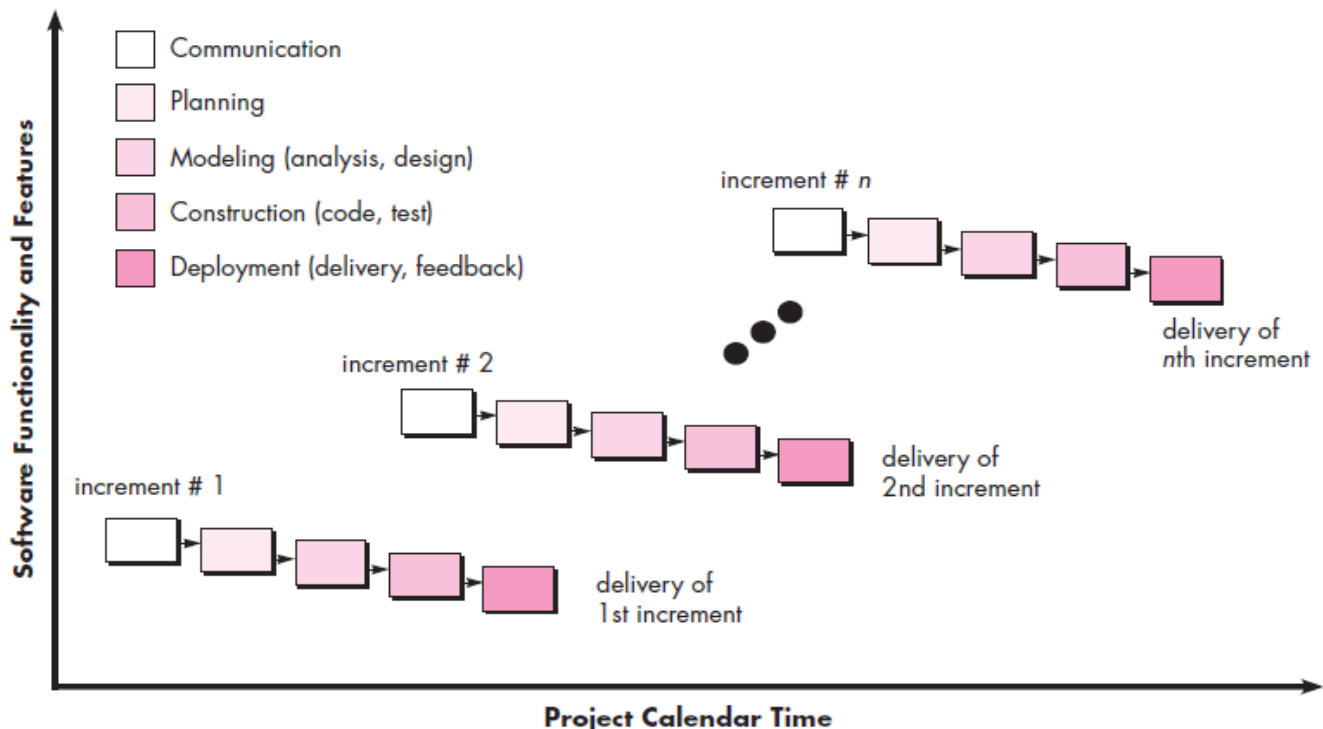 Communication
Planning
Modeling (analysis, design)
Construction (code, test)
Deployment (delivery, feedback)
Software Functionality and Features
increment # n
delivery of
nth increment
increment # 2
delivery of
2nd increment
increment # 1
delivery of
1st increment
Project Calendar Time